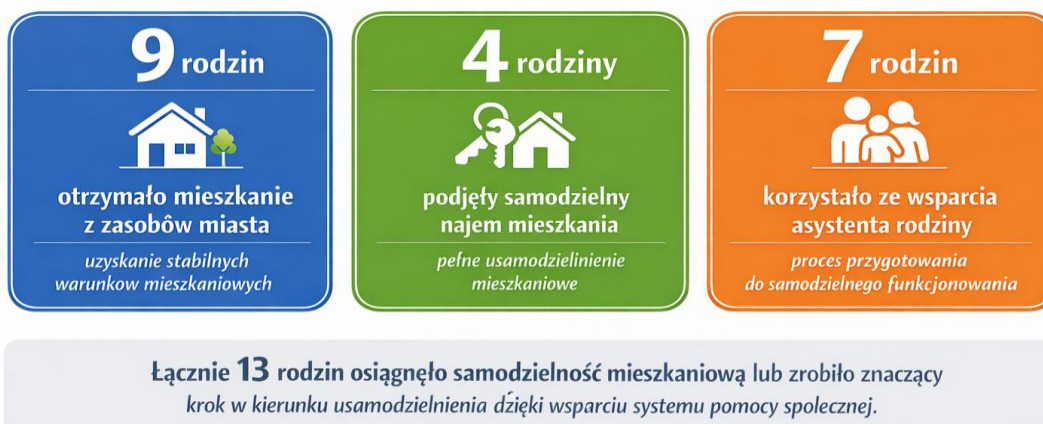 9 rodzin
otrzymało mieszkanie
z zasobów miasta
uzyskanie stabilnych
warunkow mieszkaniowych
4 rodziny
podjęły samodzielny
najem mieszkania
pełne usamodzielinienie
mieszkaniowe
7 rodzin
korzystało ze wsparcia
asystenta rodziny
proces przygotowania
do samodzielnego funkcjonowania
Łącznie 13 rodzin osiągnęło samodzielność mieszkaniową lub zrobiło znaczący
krok w kierunku usamodzielnienia dzięki wsparciu systemu pomocy społecznej.